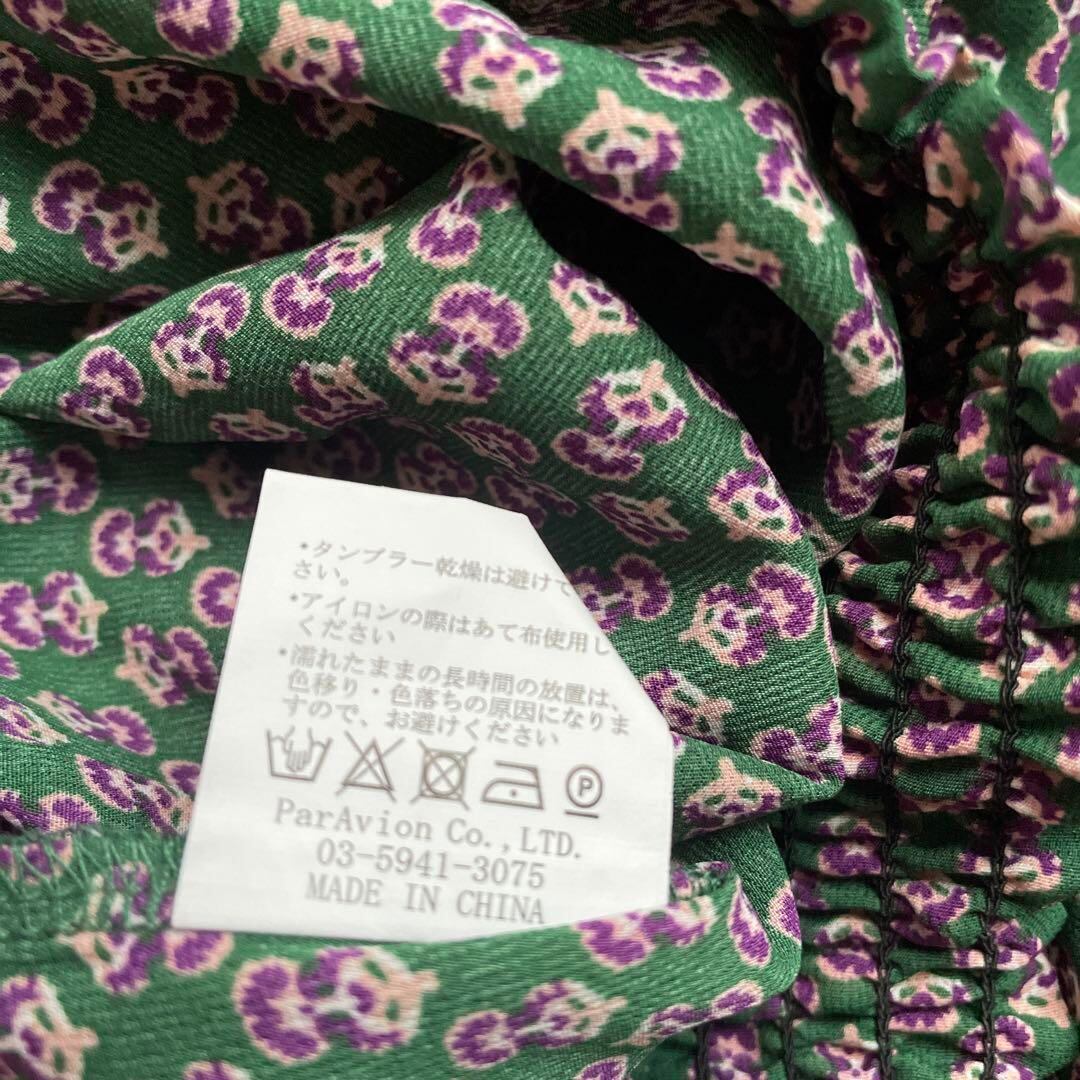 •タンブラー乾燥は避けて
さい。
•アイロンの際はあて布使用し
ください
•濡れたままの長時間の放置は、
色移り・色落ちの原因になりま
すので、お避けください
P
ParAvion Co.,LTD.
03-5941-3075
MADE IN CHINA